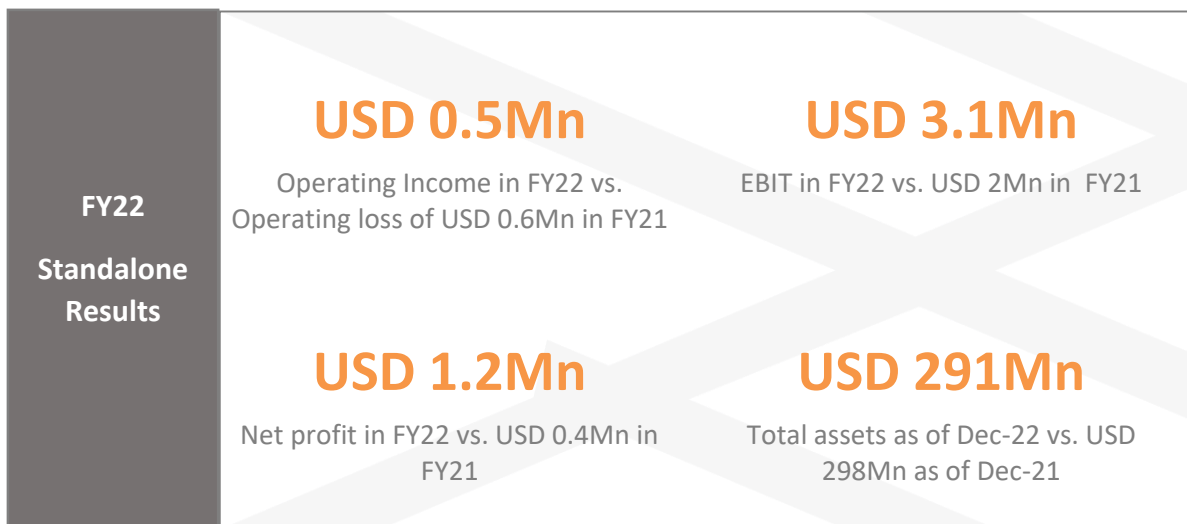 FY22
Standalone
Results
USD 0.5Mn
Operating Income in FY22 vs.
Operating loss of USD 0.6Mn in FY21
USD 3.1Mn
EBIT in FY22 vs. USD 2Mn in  FY21
USD 1.2Mn
Net profit in FY22 vs. USD 0.4Mn in
FY21
USD 291Mn
Total assets as of Dec-22 vs. USD
298Mn as of Dec-21